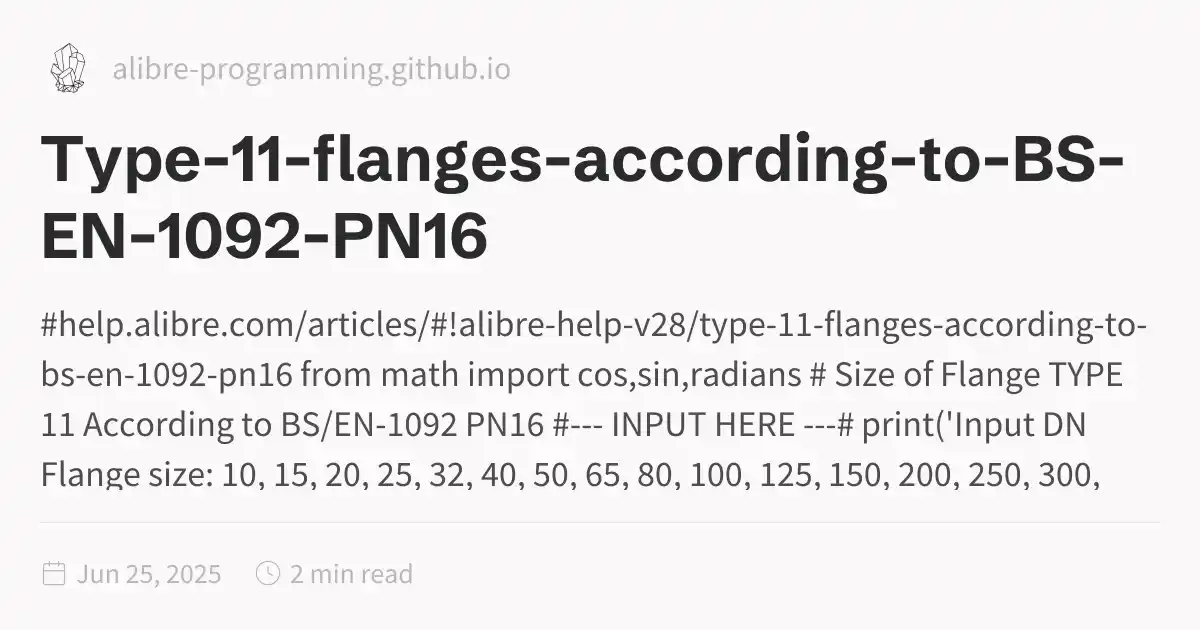 alibre-programming.github.io
Type-11-flanges-according-to-BS-
EN-1092-PN16
#help.alibre.com/articles/#!alibre-help-v28/type-11-flanges-according-to-
bs-en-1092-pn16 from math import cos,sin,radians # Size of Flange TYPE
11 According to BS/EN-1092 PN16 #--- INPUT HERE ---# print('Input DN
Flange size: 10, 15, 20, 25, 32, 40, 50, 65, 80, 100, 125, 150, 200, 250, 300,
Jun 25, 2025
2 min read